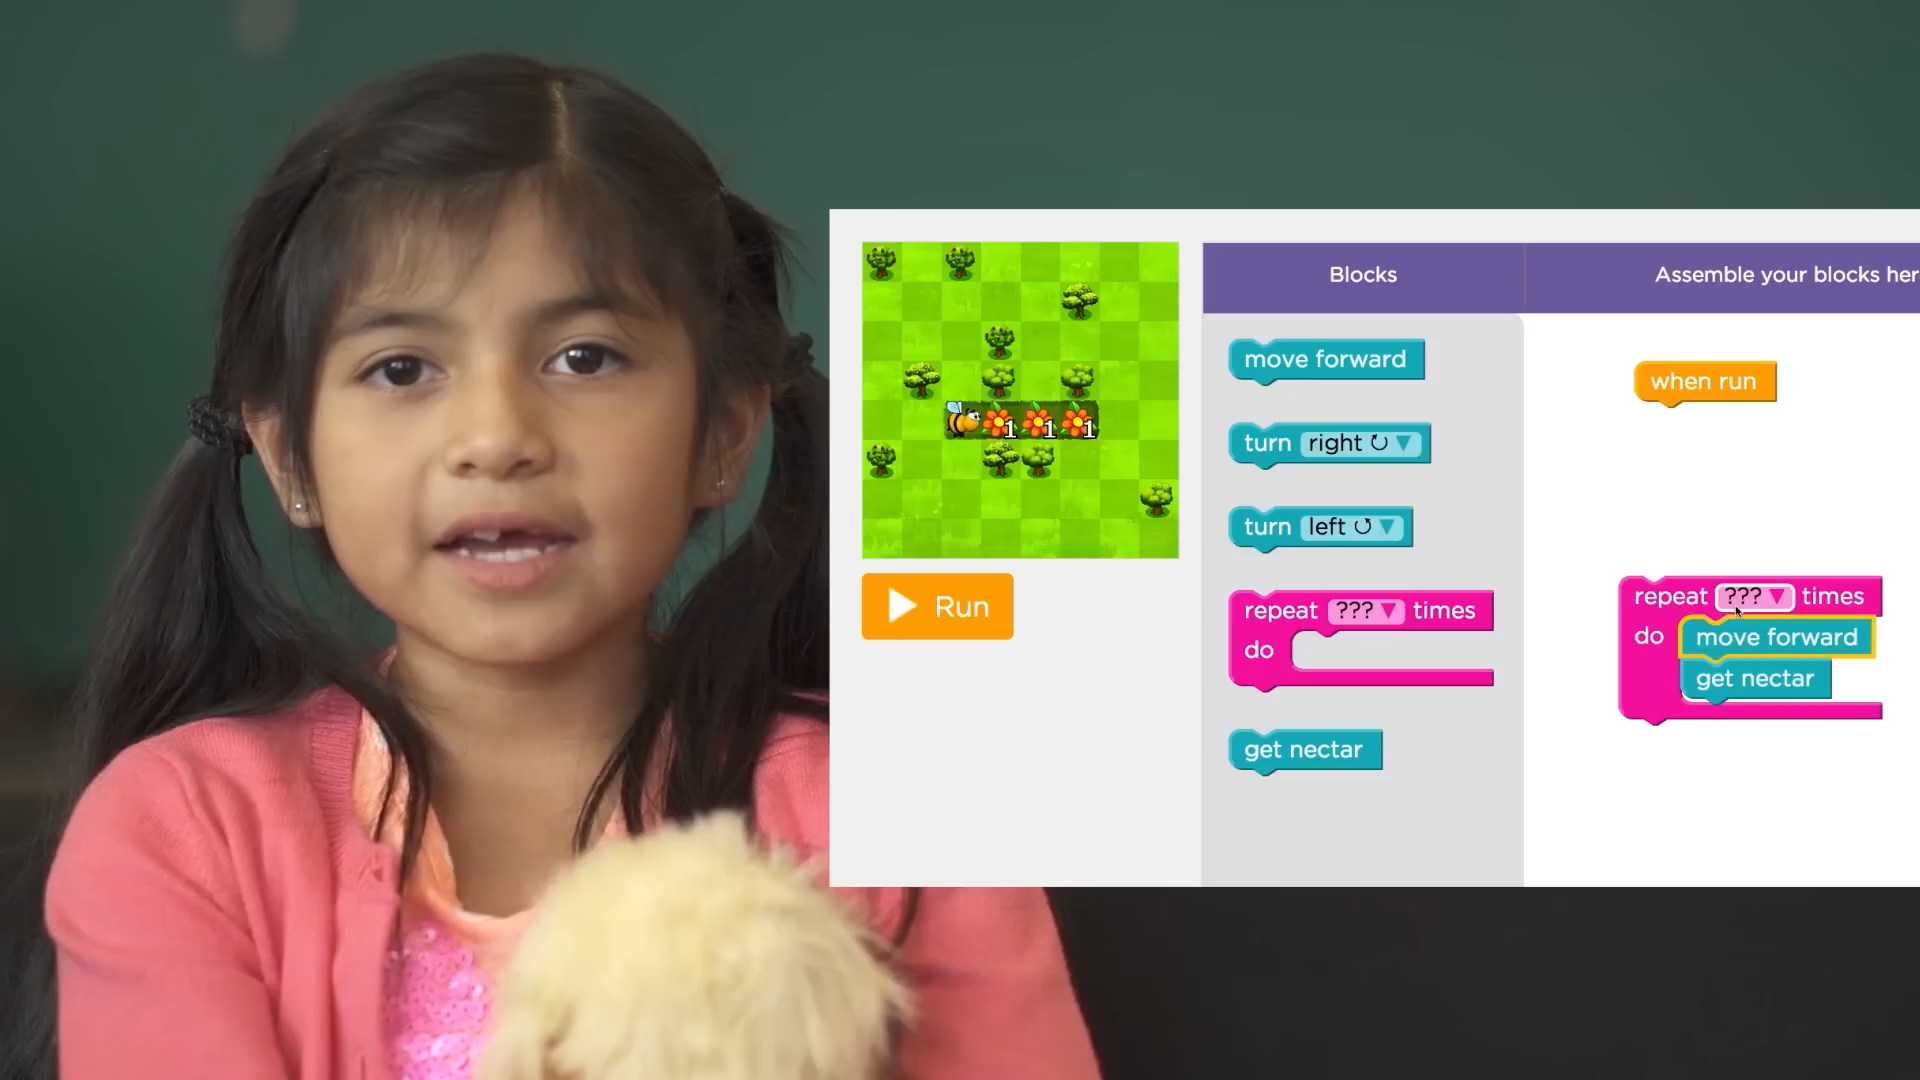 Blocks
Assemble your blocks her
move forward
turn right
turn left
repeat ??? times
do
get nectar
when run
repeat ??? times
do move forward
get nectar
1 1 1
Run